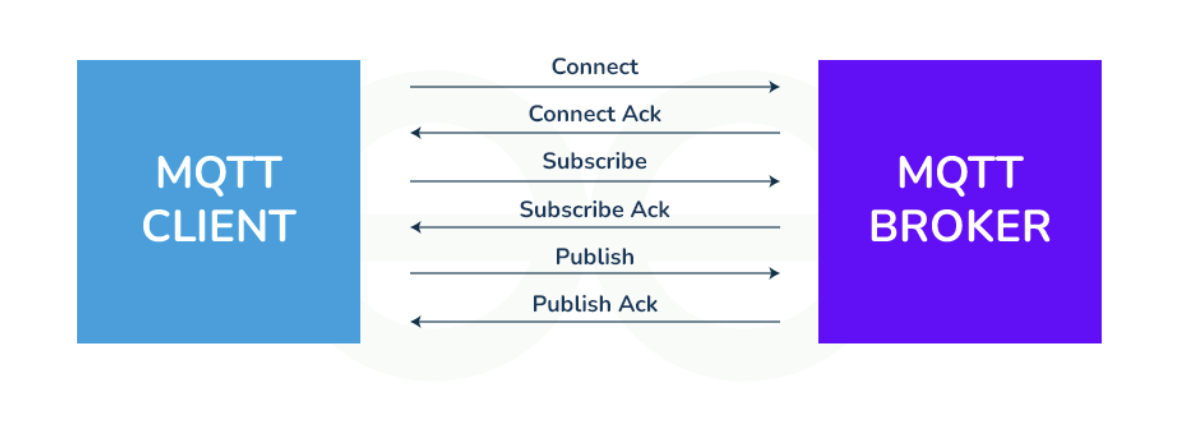 MQTT
CLIENT
Connect
Connect Ack
Subscribe
Subscribe Ack
Publish
Publish Ack
MQTT
BROKER